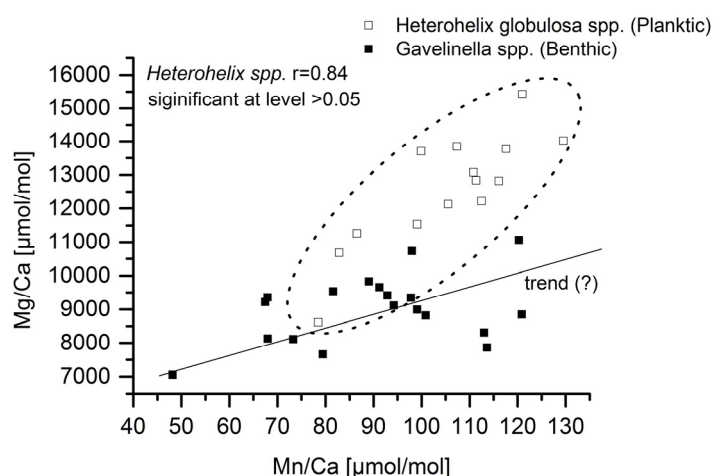 Heterohelix globulosa spp. (Planktic)
Gavelinella spp. (Benthic)
Heterohelix spp. r=0.84
siginificant at level >0.05
16000
15000
14000
13000
12000
11000
10000
9000
8000
7000
Mg/Ca [µmol/mol]
trend (?)
40 50 60 70 80 90 100 110 120 130
Mn/Ca [µmol/mol]